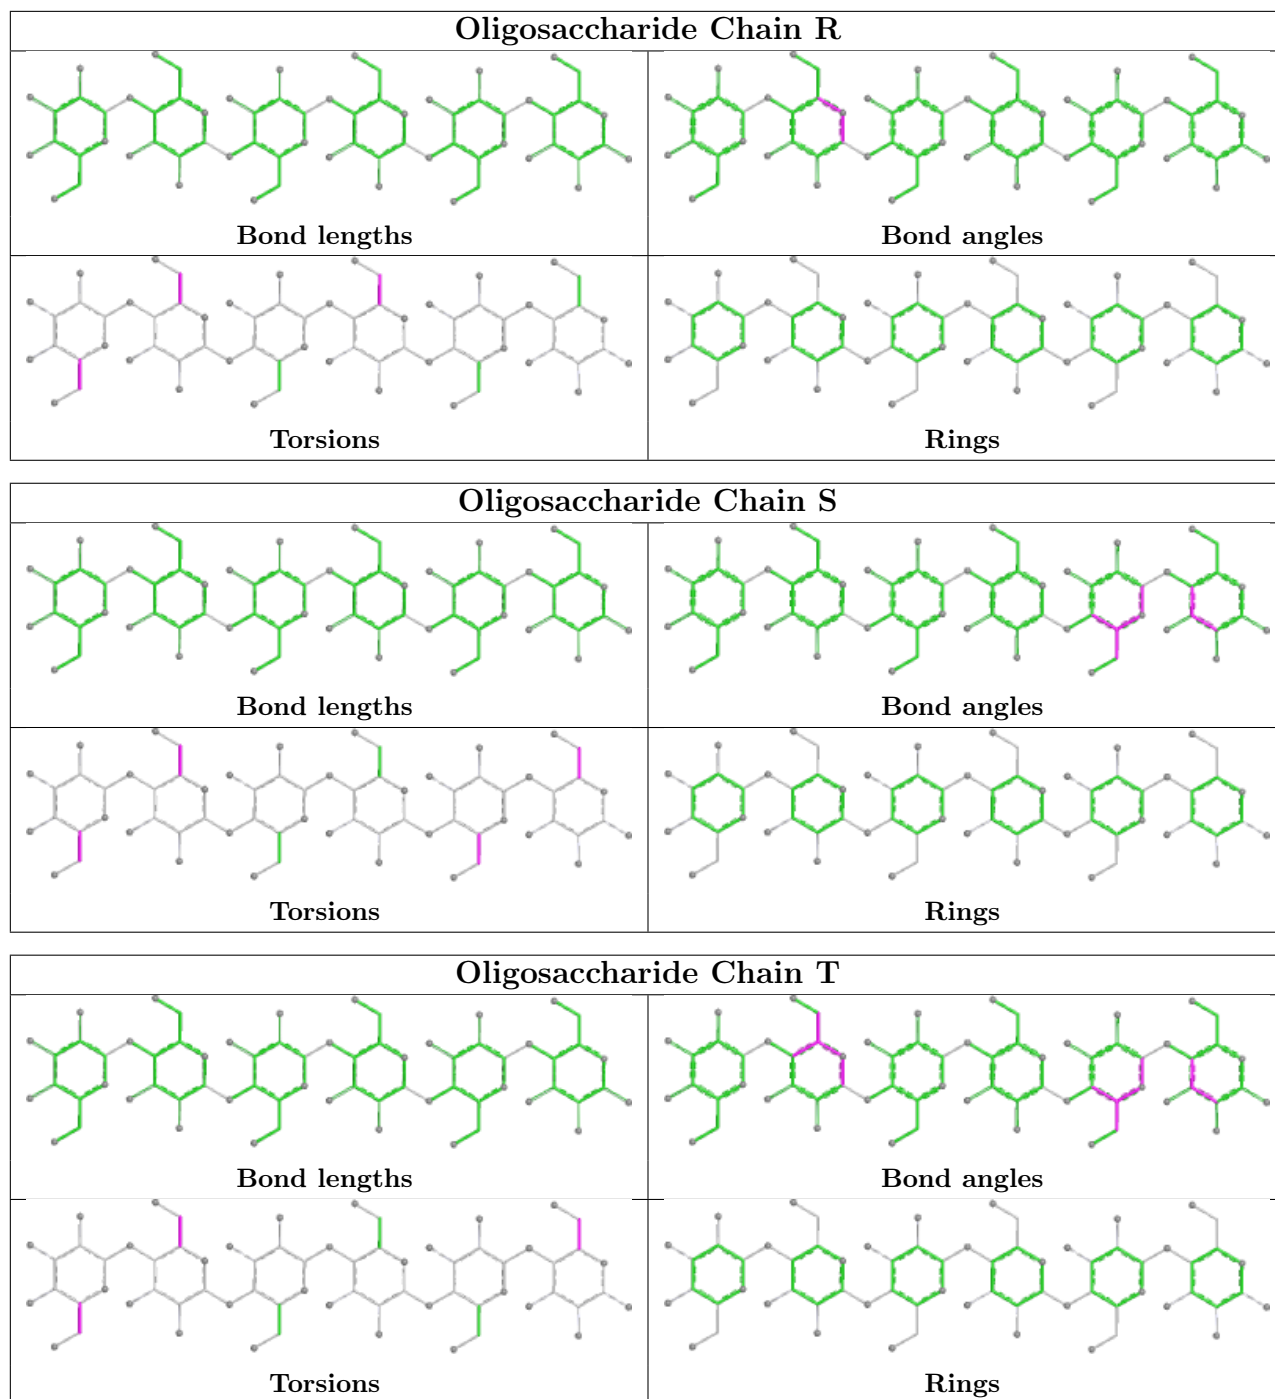 Oligosaccharide Chain R
Bond lengths
Bond angles
Torsions
Rings
Oligosaccharide Chain S
Bond lengths
Bond angles
Torsions
Rings
Oligosaccharide Chain T
Bond lengths
Bond angles
Torsions
Rings